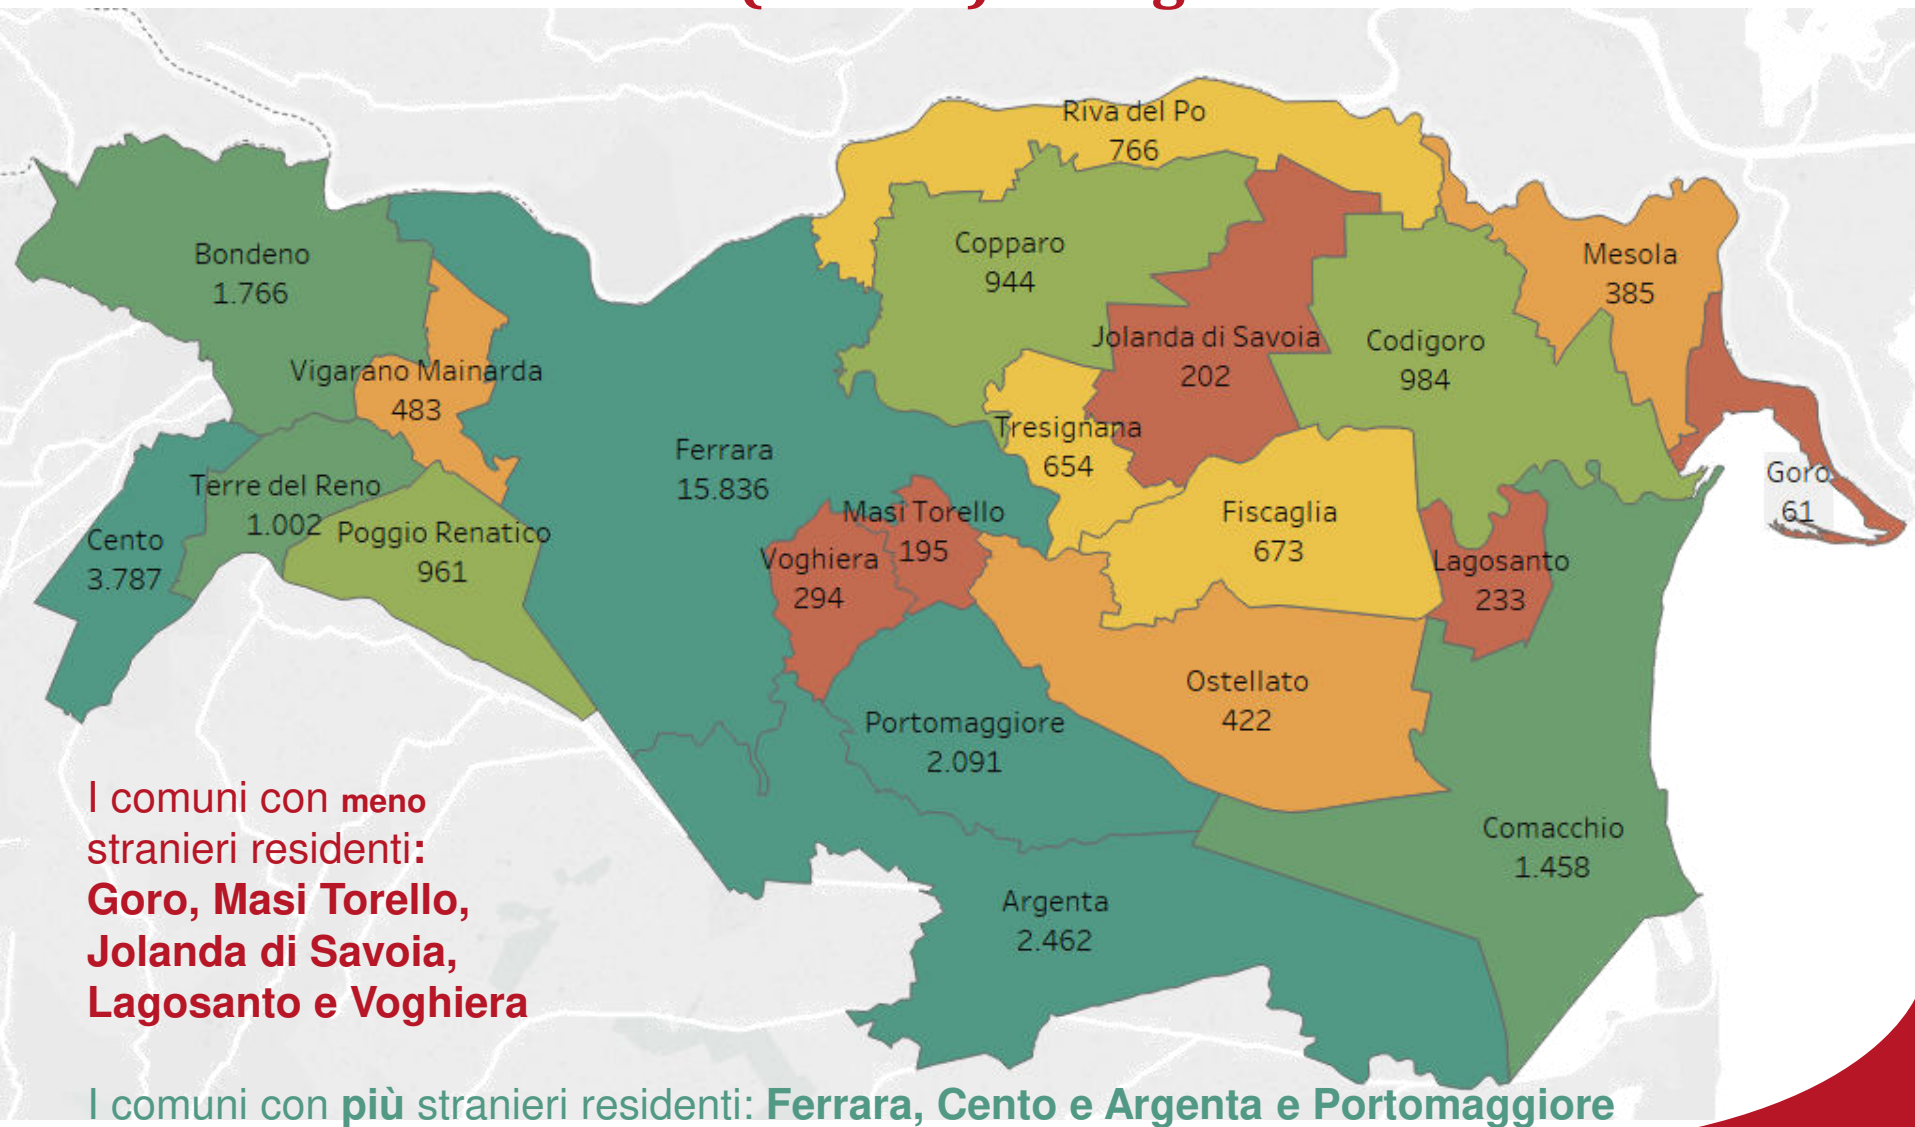 Riva del Po
766
Bondeno
1.766
Copparo
944
Mesola
385
Jolanda di Savoia
202
Codigoro
984
Vigarano Mainarda
483
Tresignana
654
Ferrara
15.836
Goro
61
Terre del Reno
1.002
Masi Torello
195
Fiscaglia
673
Cento
3.787
Poggio Renatico
961
Voghiera
294
Lagosanto
233
Ostellato
422
Portomaggiore
2.091
Comacchio
1.458
Argenta
2.462
I comuni con meno
stranieri residenti:
Goro, Masi Torello,
Jolanda di Savoia,
Lagosanto e Voghiera
I comuni con più stranieri residenti: Ferrara, Cento e Argenta e Portomaggiore